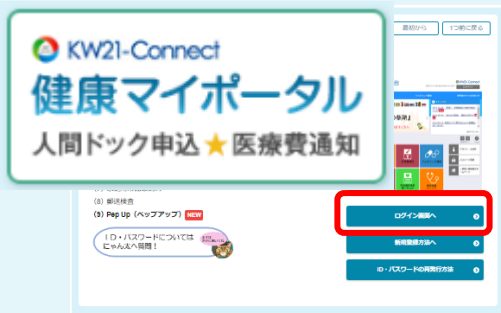 最初から
1つ前に戻る
KW21-Connect
健康マイポータル
人間ドック申込★医療費通知
(8) 郵送検査
(9) Pep Up（ペップアップ） NEW
ID・パスワードについては
にゃん太へ質問！
ログイン画面へ
新規登録方法へ
ID・パスワードの再発行方法